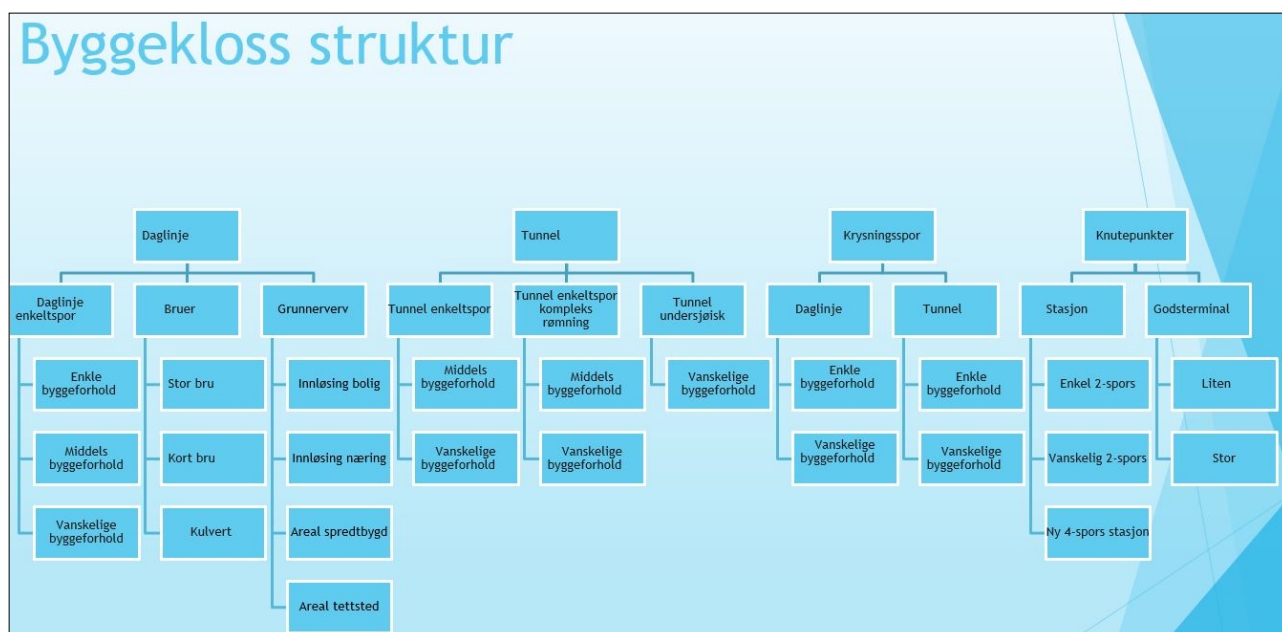 Byggekloss struktur
Daglinje
Tunnel
Krysningsspor
Knutepunkter
Daglinje
enkeltspor
Bruer
Grunnerverv
Tunnel enkeltspor
Tunnel enkeltspor
kompleks
rømning
Tunnel
undersjøisk
Daglinje
Tunnel
Stasjon
Godsterminal
Enkle
byggeforhold
Middels
byggeforhold
Vanskelige
byggeforhold
Stor bru
Kort bru
Kulvert
Innløsing bolig
Innløsing næring
Areal spredtbygd
Areal tettsted
Middels
byggeforhold
Vanskelige
byggeforhold
Middels
byggeforhold
Vanskelige
byggeforhold
Vanskelige
byggeforhold
Enkle
byggeforhold
Vanskelige
byggeforhold
Enkle
byggeforhold
Vanskelige
byggeforhold
Enkel 2-spors
Vanskelig 2-spors
Ny 4-spors stasjon
Liten
Stor